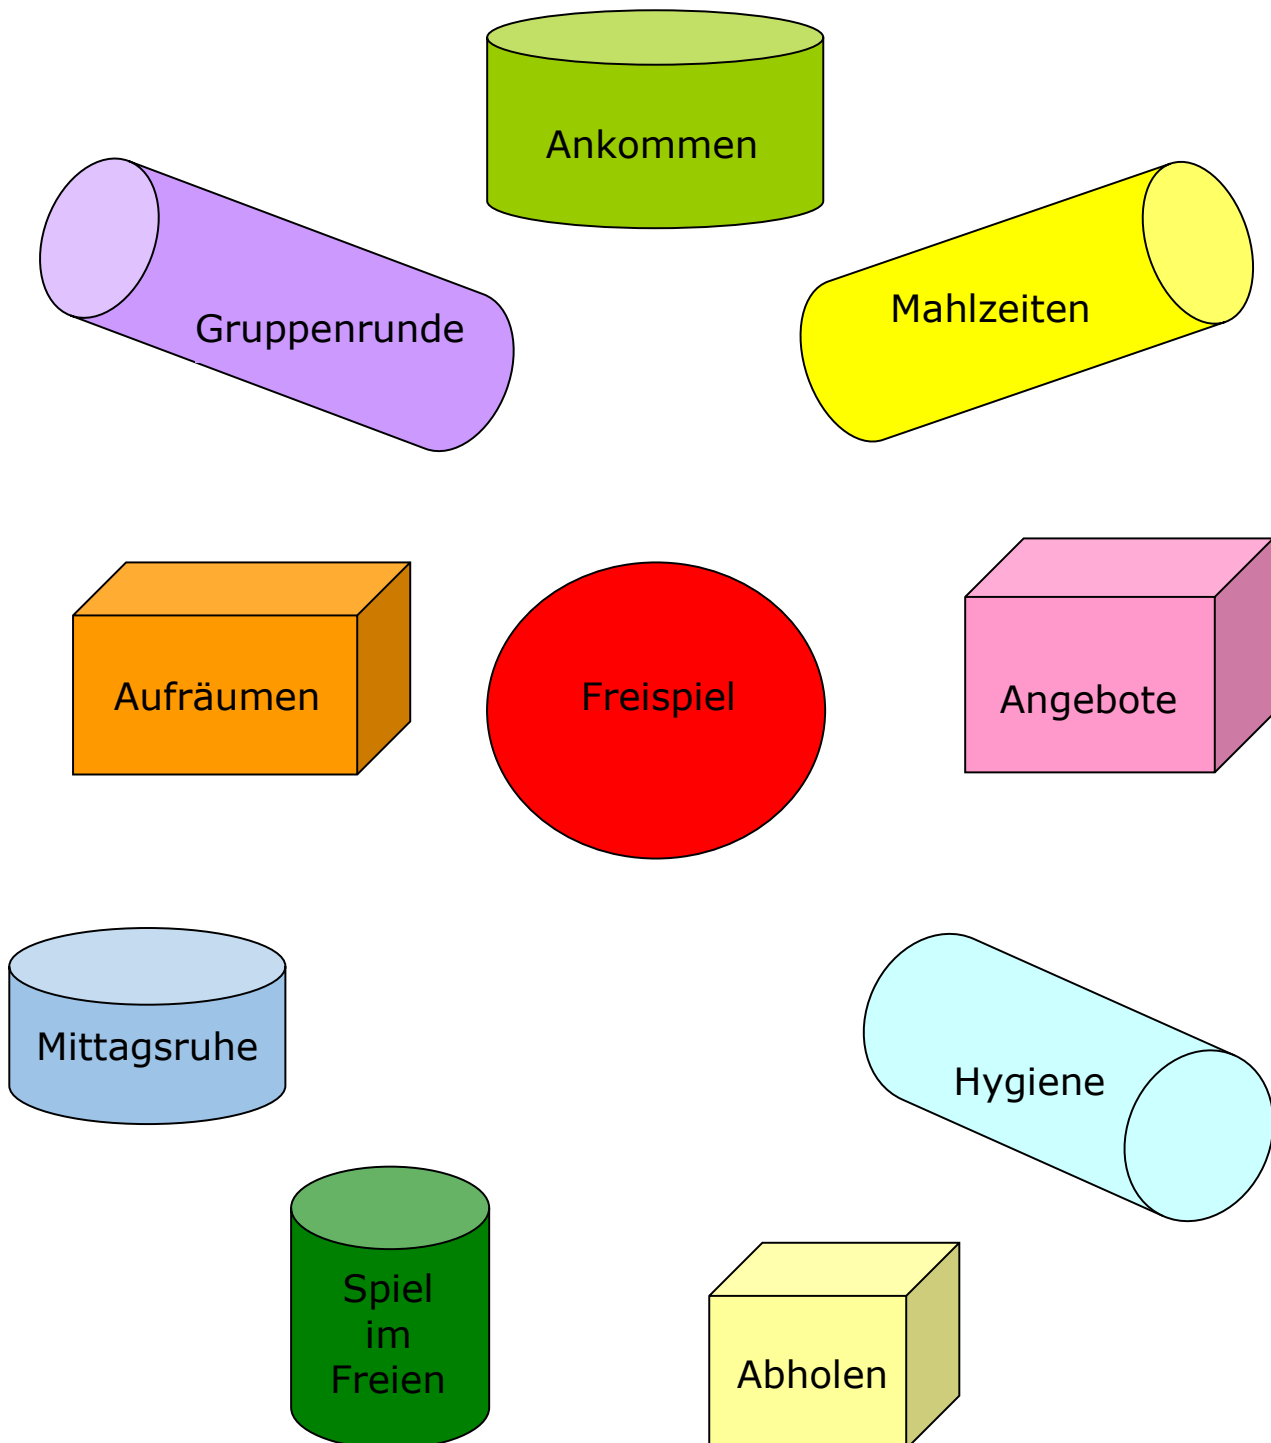 Ankommen
Mahlzeiten
Gruppenrunde
Aufräumen
Freispiel
Angebote
Mittagsruhe
Hygiene
Spiel
im
Freien
Abholen